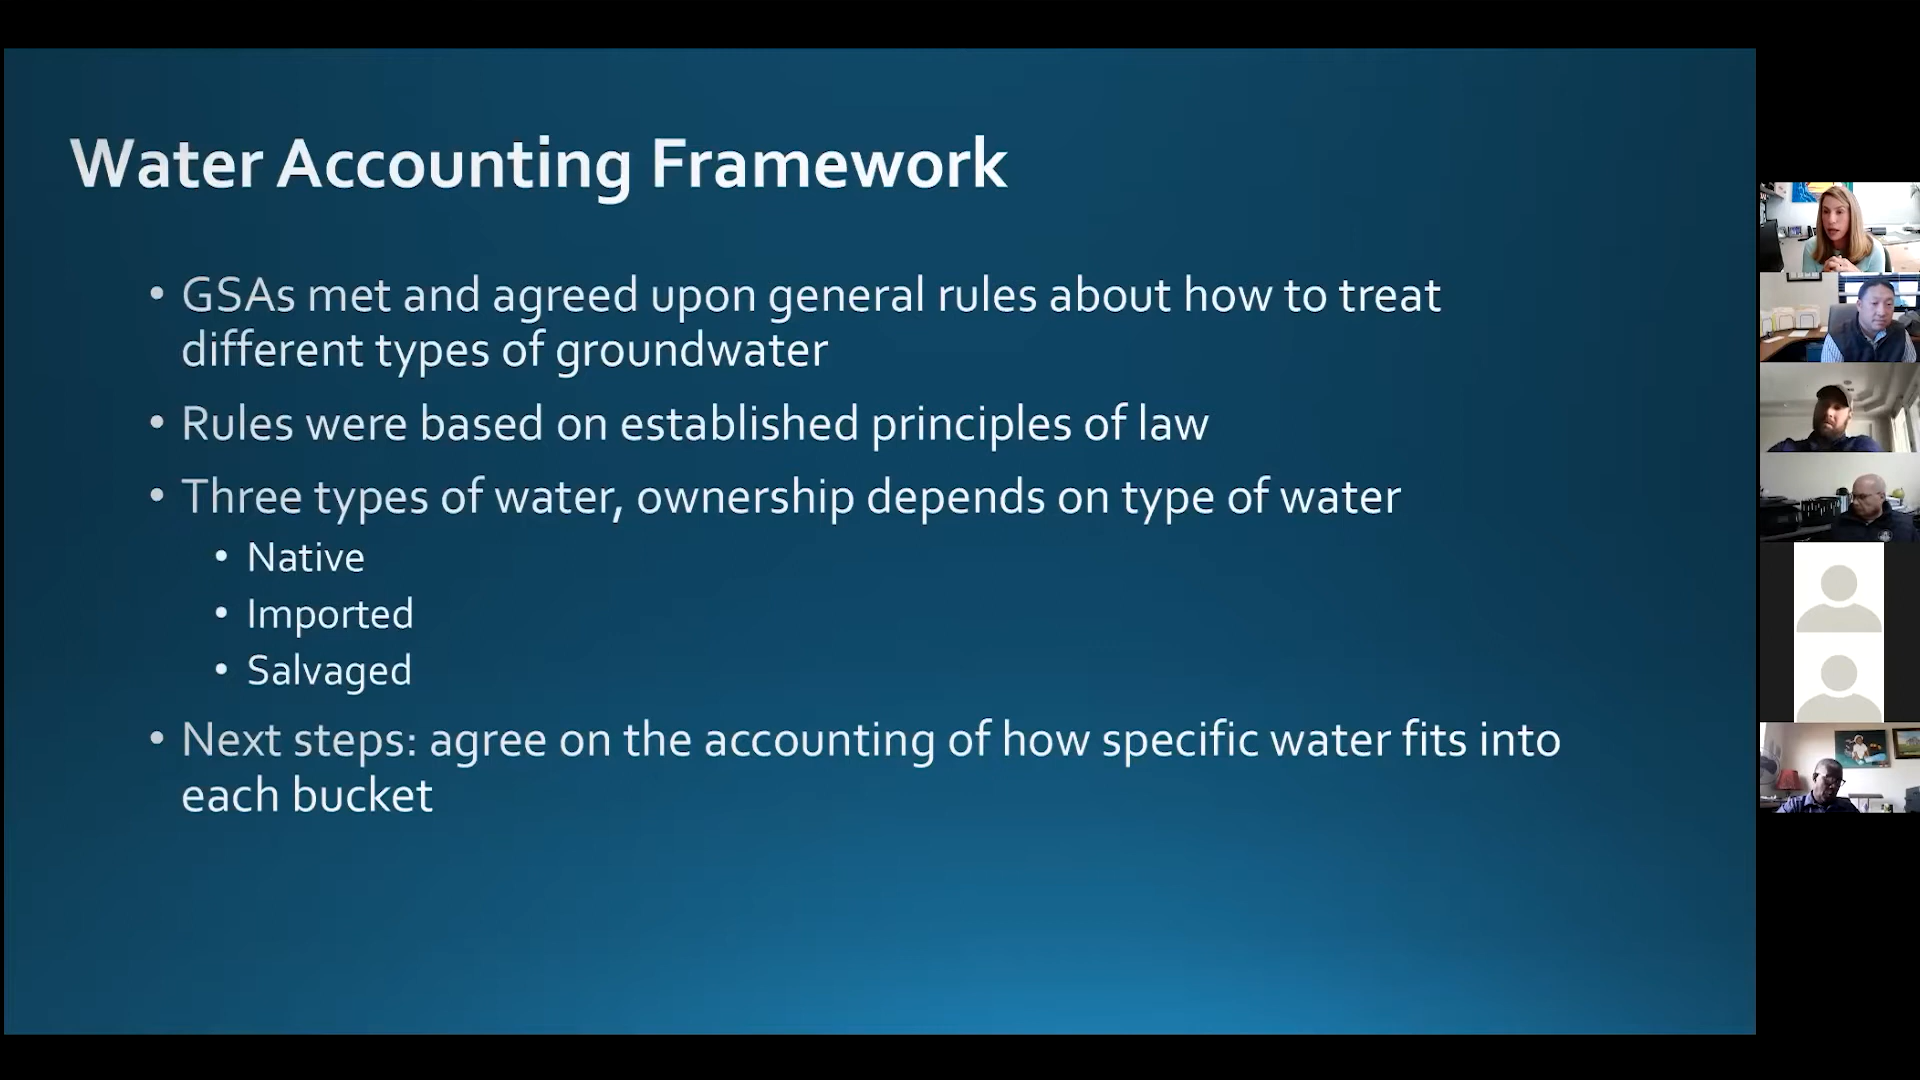 Water Accounting Framework
• GSAs met and agreed upon general rules about how to treat
different types of groundwater
• Rules were based on established principles of law
• Three types of water, ownership depends on type of water
• Native
• Imported
• Salvaged
• Next steps: agree on the accounting of how specific water fits into
each bucket